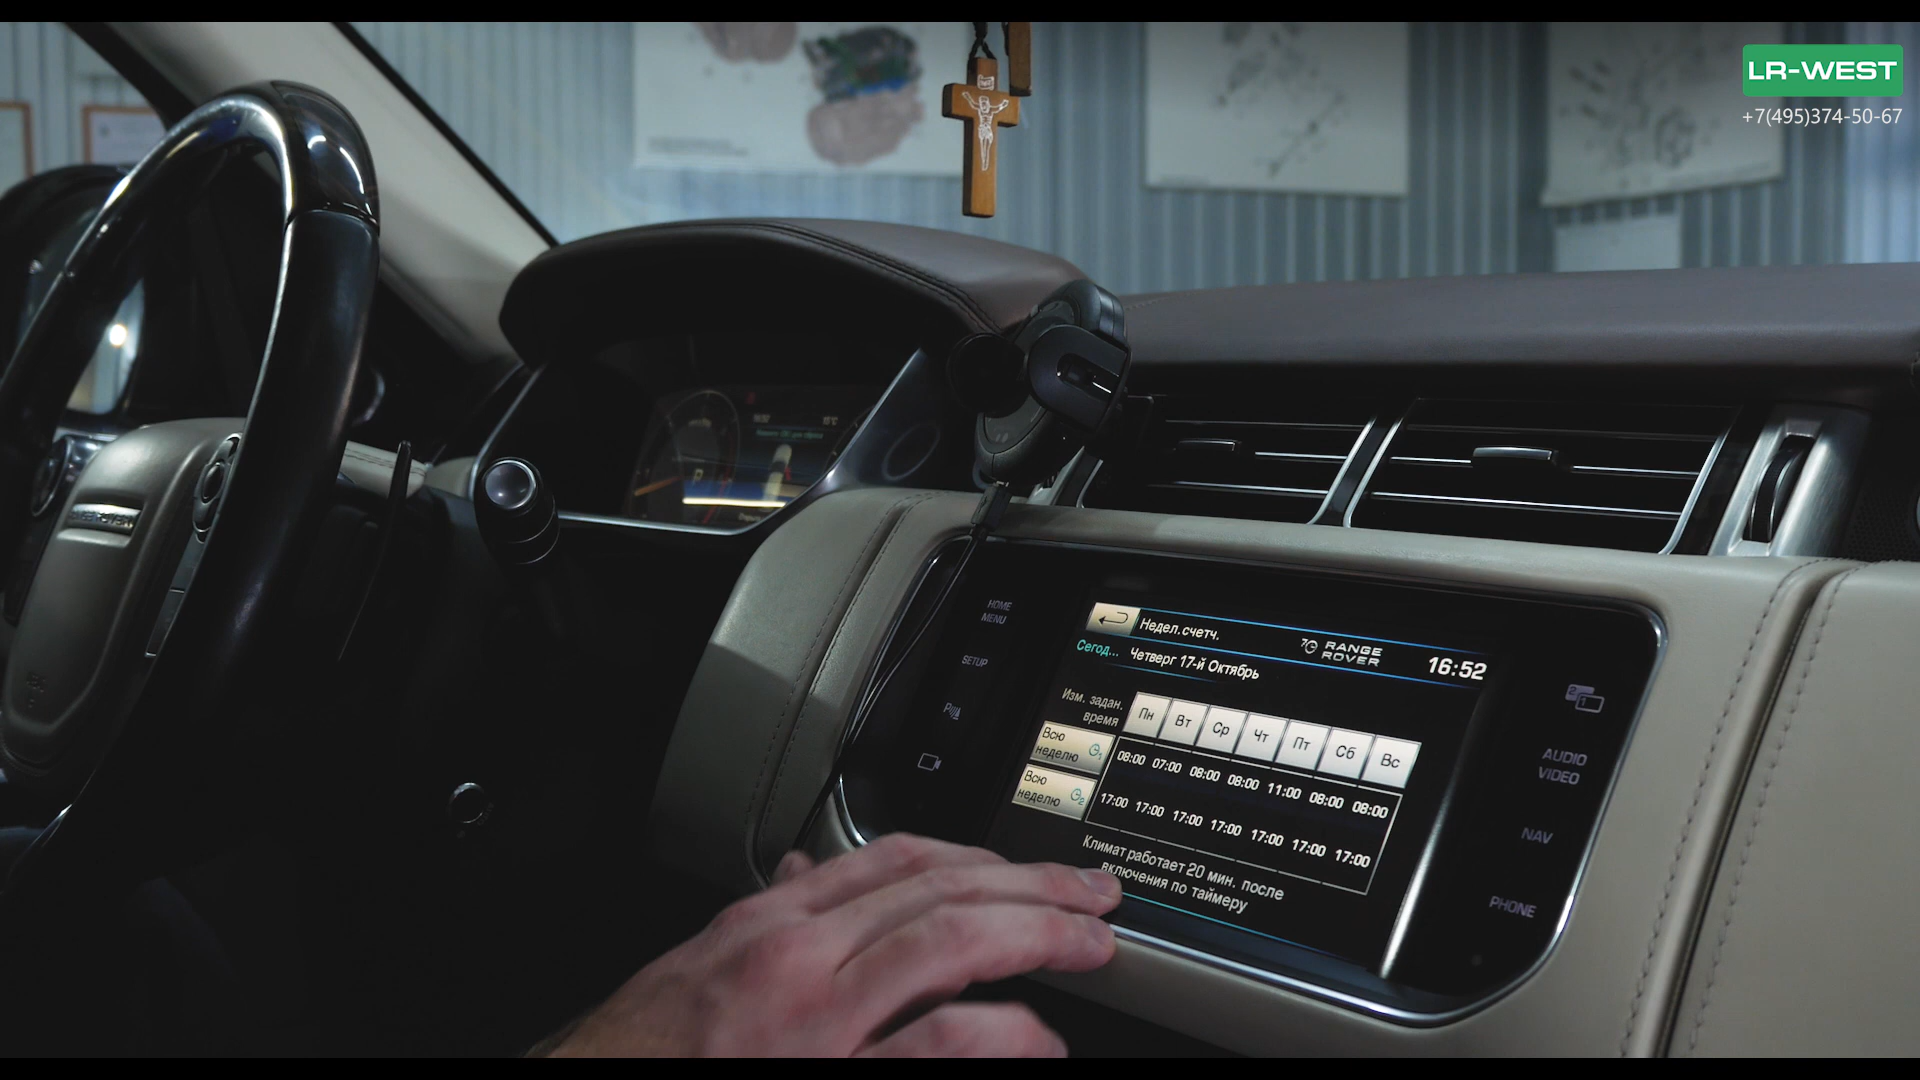 LR-WEST
+7(495)374-50-67
HOME
MENU
SETUP
Недел.счетч.
RANGE
ROVER
16:52
Сегод... Четверг 17-й Октябрь
Изм. задан.
время
Пн Вт Ср Чт Пт Сб Вс
Всю
неделю
08:00 07:00 08:00 08:00 11:00 08:00 08:00
Всю
неделю
17:00 17:00 17:00 17:00 17:00 17:00 17:00
Климат работает 20 мин. после
включения по таймеру
AUDIO
VIDEO
NAV
PHONE